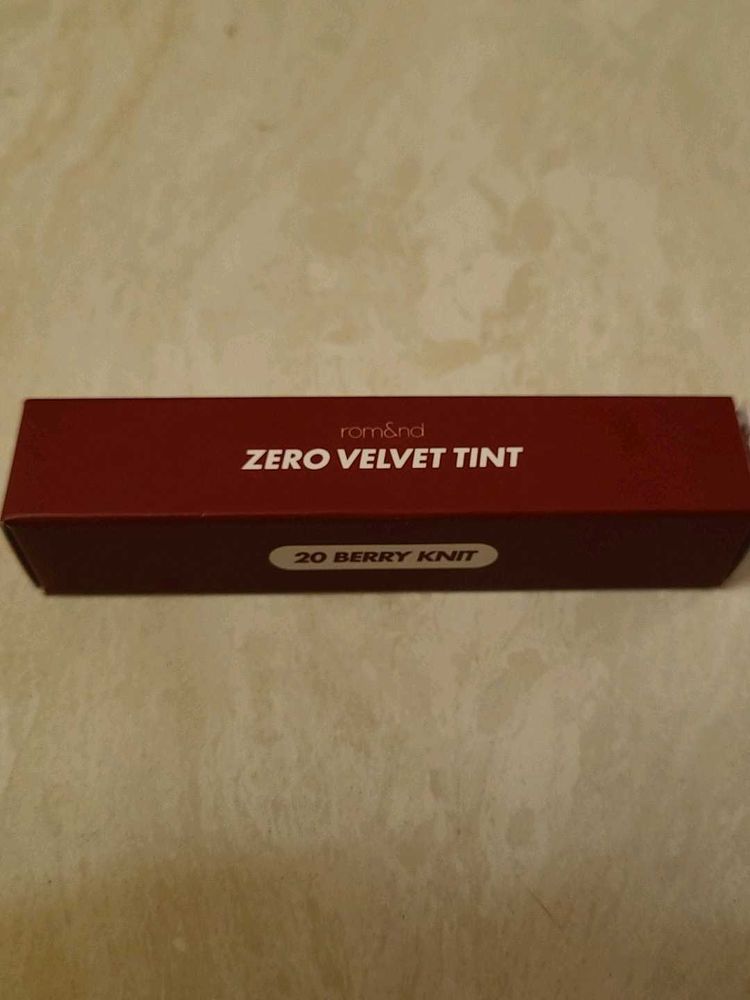 rom&nd
ZERO VELVET TINT
20 BERRY KNIT